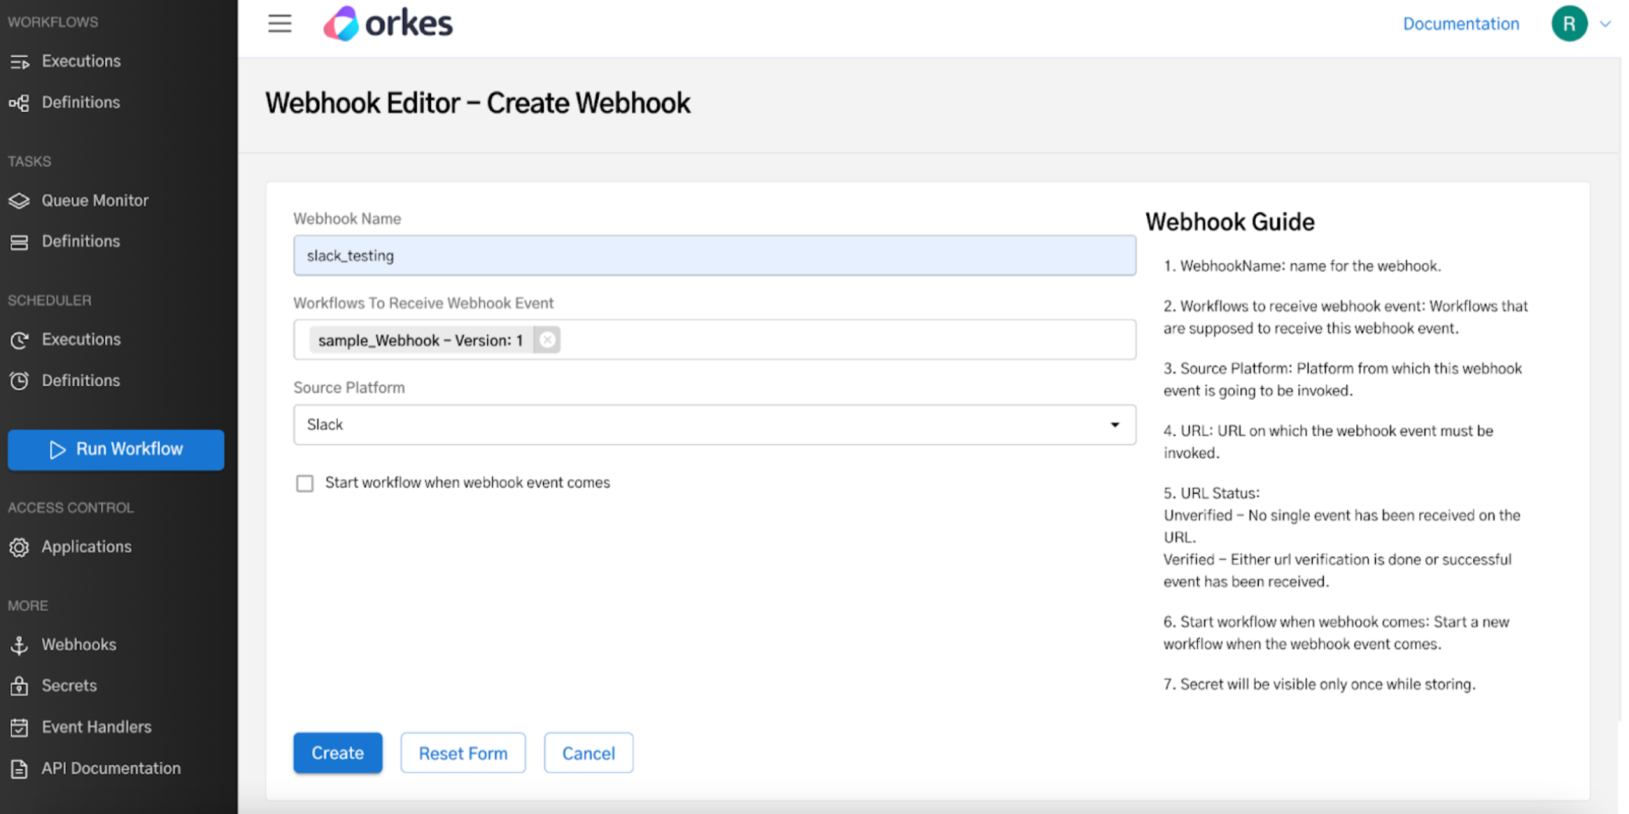 WORKFLOWS
Executions
Definitions
TASKS
Queue Monitor
Definitions
SCHEDULER
Executions
Definitions
Run Workflow
ACCESS CONTROL
Applications
MORE
Webhooks
Secrets
Event Handlers
API Documentation
orkes
Documentation
R
Webhook Editor – Create Webhook
Webhook Name
slack_testing
Workflows To Receive Webhook Event
sample_Webhook – Version: 1
Source Platform
Slack
Start workflow when webhook event comes
Create
Reset Form
Cancel
Webhook Guide
1. WebhookName: name for the webhook.
2. Workflows to receive webhook event: Workflows that
are supposed to receive this webhook event.
3. Source Platform: Platform from which this webhook
event is going to be invoked.
4. URL: URL on which the webhook event must be
invoked.
5. URL Status:
Unverified – No single event has been received on the
URL.
Verified – Either url verification is done or successful
event has been received.
6. Start workflow when webhook comes: Start a new
workflow when the webhook event comes.
7. Secret will be visible only once while storing.